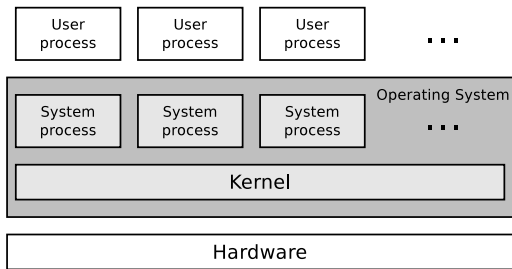 User
process
User
process
User
process
...
Operating System
System
process
System
process
System
process
...
Kernel
Hardware